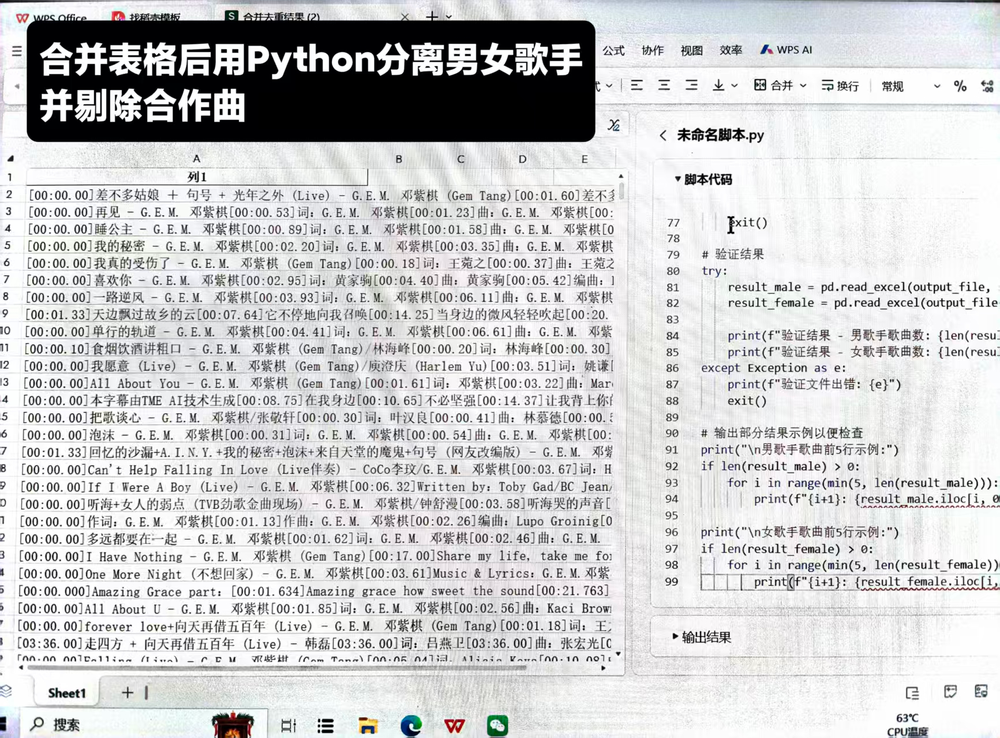 WPS Office 找稻壳模板 合并去重结果 (2)
合并表格后用Python分离男女歌手
并剔除合作曲
公式 协作 视图 效率 WPS AI
合并 换行 常规 %
未命名脚本.py
A B C D E
1 列1
2 [00:00.00]差不多姑娘 + 句号 + 光年之外 (Live) - G.E.M. 邓紫棋 (Gem Tang)[00:01.60]差不多
3 [00:00.00]再见 - G.E.M. 邓紫棋[00:00.53]词: G.E.M. 邓紫棋[00:01.23]曲: G.E.M. 邓紫棋[00:
4 [00:00.00]睡公主 - G.E.M. 邓紫棋[00:00.89]词: G.E.M. 邓紫棋[00:01.58]曲: G.E.M. 邓紫棋[0
5 [00:00.00]我的秘密 - G.E.M. 邓紫棋[00:02.20]词: G.E.M. 邓紫棋[00:03.35]曲: G.E.M. 邓紫棋
6 [00:00.00]我真的受伤了 - G.E.M. 邓紫棋 (Gem Tang)[00:00.18]词: 王菀之[00:00.37]曲: 王菀之
7 [00:00.00]喜欢你 - G.E.M. 邓紫棋[00:02.95]词: 黄家驹[00:04.40]曲: 黄家驹[00:05.42]编曲:
8 [00:00.00]一路逆风 - G.E.M. 邓紫棋[00:03.93]词: G.E.M. 邓紫棋[00:06.11]曲: G.E.M. 邓紫棋
9 [00:01.33]天边飘过故乡的云[00:07.64]它不停地向我召唤[00:14.25]当身边的微风轻轻吹起[00:20.
10 [00:00.00]单行的轨道 - G.E.M. 邓紫棋[00:04.41]词: G.E.M. 邓紫棋[00:06.61]曲: G.E.M. 邓紫
11 [00:00.10]食烟饮酒讲粗口 - G.E.M. 邓紫棋 (Gem Tang)/林海峰[00:00.20]词: 林海峰[00:00.30]
12 [00:00.00]我愿意 (Live) - G.E.M. 邓紫棋 (Gem Tang)/庾澄庆 (Harlem Yu)[00:03.51]词: 姚谦[
13 [00:00.00]All About You - G.E.M. 邓紫棋 (Gem Tang)[00:01.61]词: 邓紫棋[00:03.22]曲: Mar
4 [00:00.00]本字幕由TME AI技术生成[00:08.75]在我身边[00:10.65]不必坚强[00:14.37]让我背上你
5 [00:00.00]把歌谈心 - G.E.M. 邓紫棋/张敬轩[00:00.30]词: 叶汉良[00:00.41]曲: 林慕德[00:00.
6 [00:00.00]泡沫 - G.E.M. 邓紫棋[00:00.31]词: G.E.M. 邓紫棋[00:00.54]曲: G.E.M. 邓紫棋[00:
7 [00:01.33]回忆的沙漏+A.I.N.Y.+我的秘密+泡沫+来自天堂的魔鬼+句号 (网友改编版) - G.E.M. 邓紫
8 [00:00.00]Can't Help Falling In Love (Live伴奏) - CoCo李玟/G.E.M. 邓紫棋[00:03.67]词: H
9 [00:00.00]If I Were A Boy (Live) - G.E.M. 邓紫棋[00:06.32]Written by: Toby Gad/BC Jean/
0 [00:00.00]听海+女人的弱点 (TVB劲歌金曲现场) - G.E.M. 邓紫棋/钟舒漫[00:03.58]听海哭的声音[
1 [00:00.00]作词: G.E.M. 邓紫棋[00:01.13]作曲: G.E.M. 邓紫棋[00:02.26]编曲: Lupo Groinig[0
2 [00:00.00]多远都要在一起 - G.E.M. 邓紫棋[00:01.62]词: G.E.M. 邓紫棋[00:02.46]曲: G.E.M.
3 [00:00.00]I Have Nothing - G.E.M. 邓紫棋 (Gem Tang)[00:17.00]Share my life, take me for
4 [00:00.00]One More Night (不想回家) - G.E.M. 邓紫棋[00:03.61]Music & Lyrics: G.E.M.邓紫
5 [00:00.000]Amazing Grace part: [00:01.634]Amazing grace how sweet the sound[00:21.763]
[00:00.00]All About U - G.E.M. 邓紫棋[00:01.85]词: G.E.M. 邓紫棋[00:02.56]曲: Kaci Brown
[00:00.00]forever love+向天再借五百年 (Live) - G.E.M. 邓紫棋 (Gem Tang)[00:01.18]词: 王
[03:36.00]走四方 + 向天再借五百年 (Live) - 韩磊[03:36.00]词: 吕燕卫[03:36.00]曲: 张宏光[0
[00:00.00]Falling (Live) - G.E.M. 邓紫棋 (Gem Tang)[00:05.04]词: Alicia Keys[00:10.08]
脚本代码
77 exit()
78
79 # 验证结果
80 try:
81 result_male = pd.read_excel(output_file,
82 result_female = pd.read_excel(output_file
83
84 print(f"验证结果 - 男歌手歌曲数: {len(resul
85 print(f"验证结果 - 女歌手歌曲数: {len(resu
86 except Exception as e:
87 print(f"验证文件出错: {e}")
88 exit()
89
90 # 输出部分结果示例以便检查
91 print("\n男歌手歌曲前5行示例:")
92 if len(result_male) > 0:
93 for i in range(min(5, len(result_male))):
94 print(f"{i+1}: {result_male.iloc[i, 0
95
96 print("\n女歌手歌曲前5行示例:")
97 if len(result_female) > 0:
98 for i in range(min(5, len(result_female))
99 print(f"{i+1}: {result_female.iloc[i,
输出结果
Sheet1
搜索
63℃
CPU温度